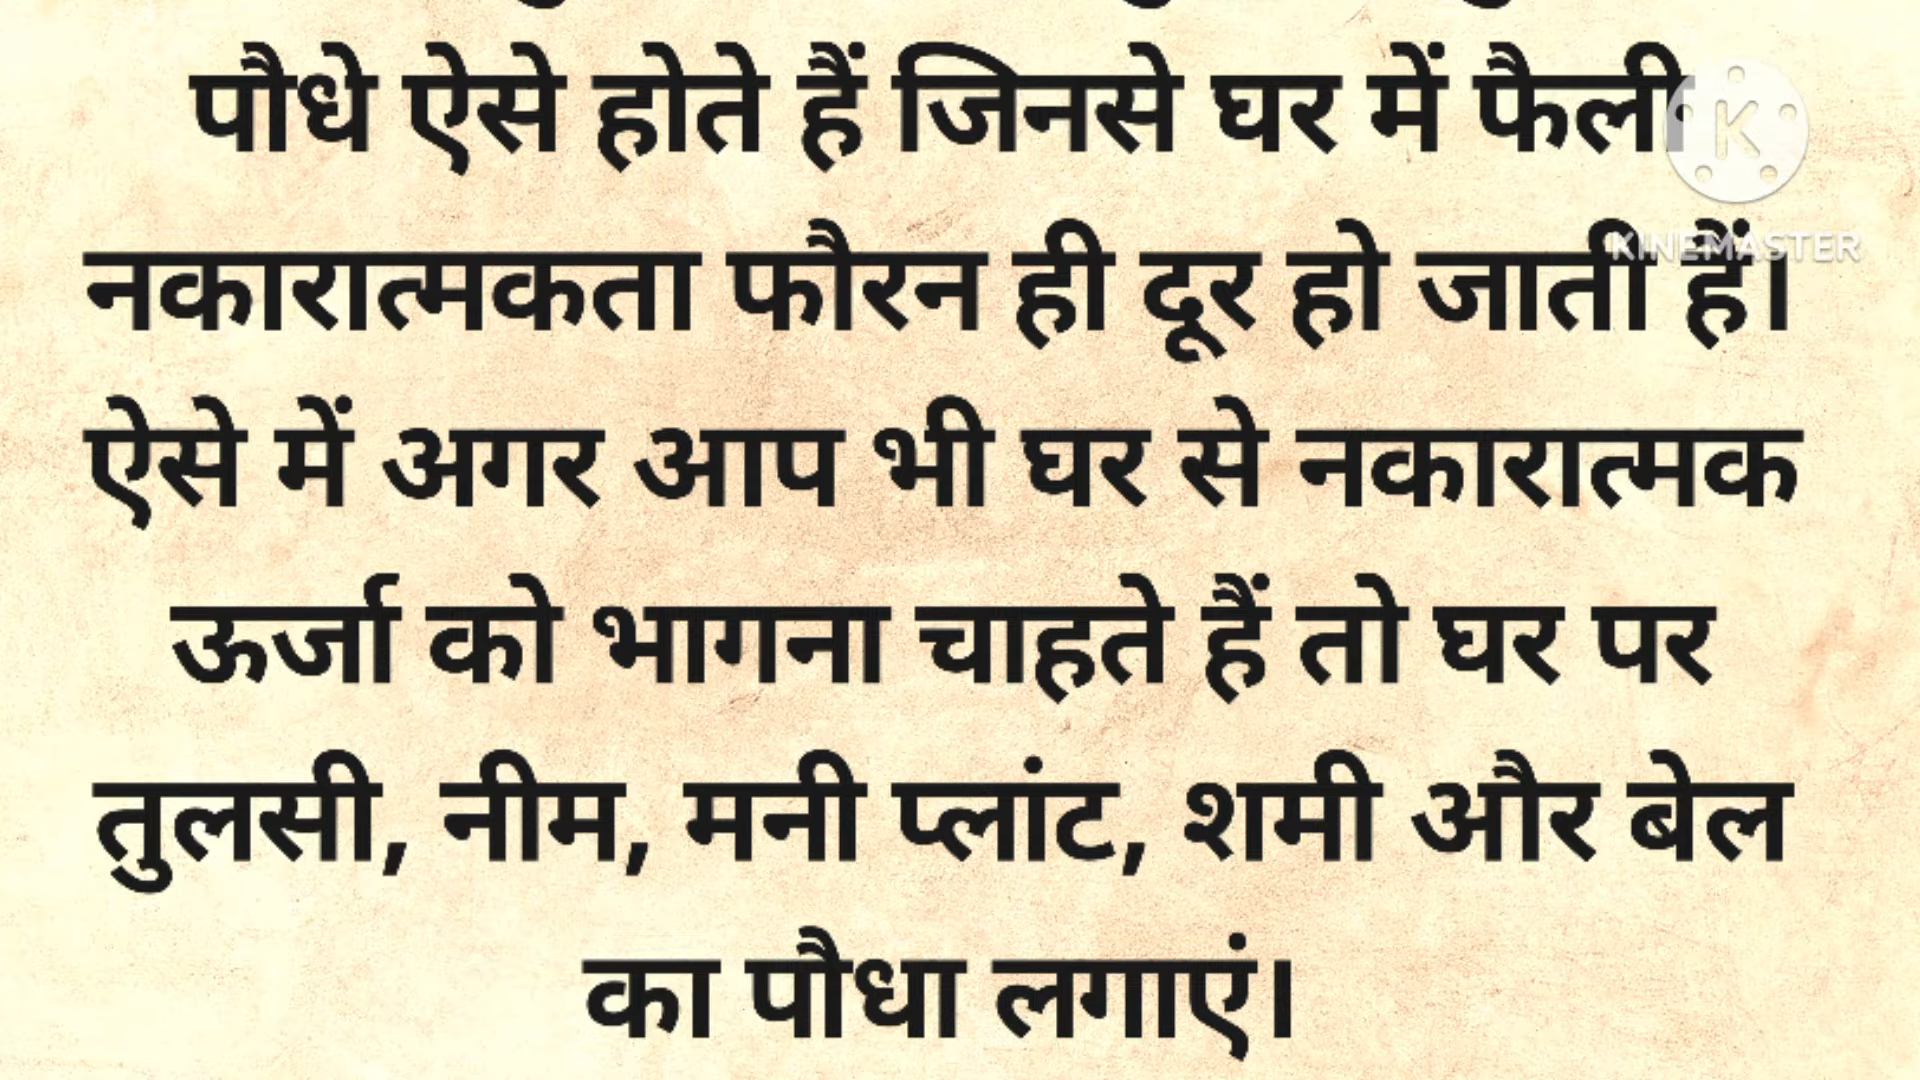 पौधे ऐसे होते हैं जिनसे घर में फैली
नकारात्मकता फौरन ही दूर हो जाती हैं।
ऐसे में अगर आप भी घर से नकारात्मक
ऊर्जा को भागना चाहते हैं तो घर पर
तुलसी, नीम, मनी प्लांट, शमी और बेल
का पौधा लगाएं।
K
KINEMASTER